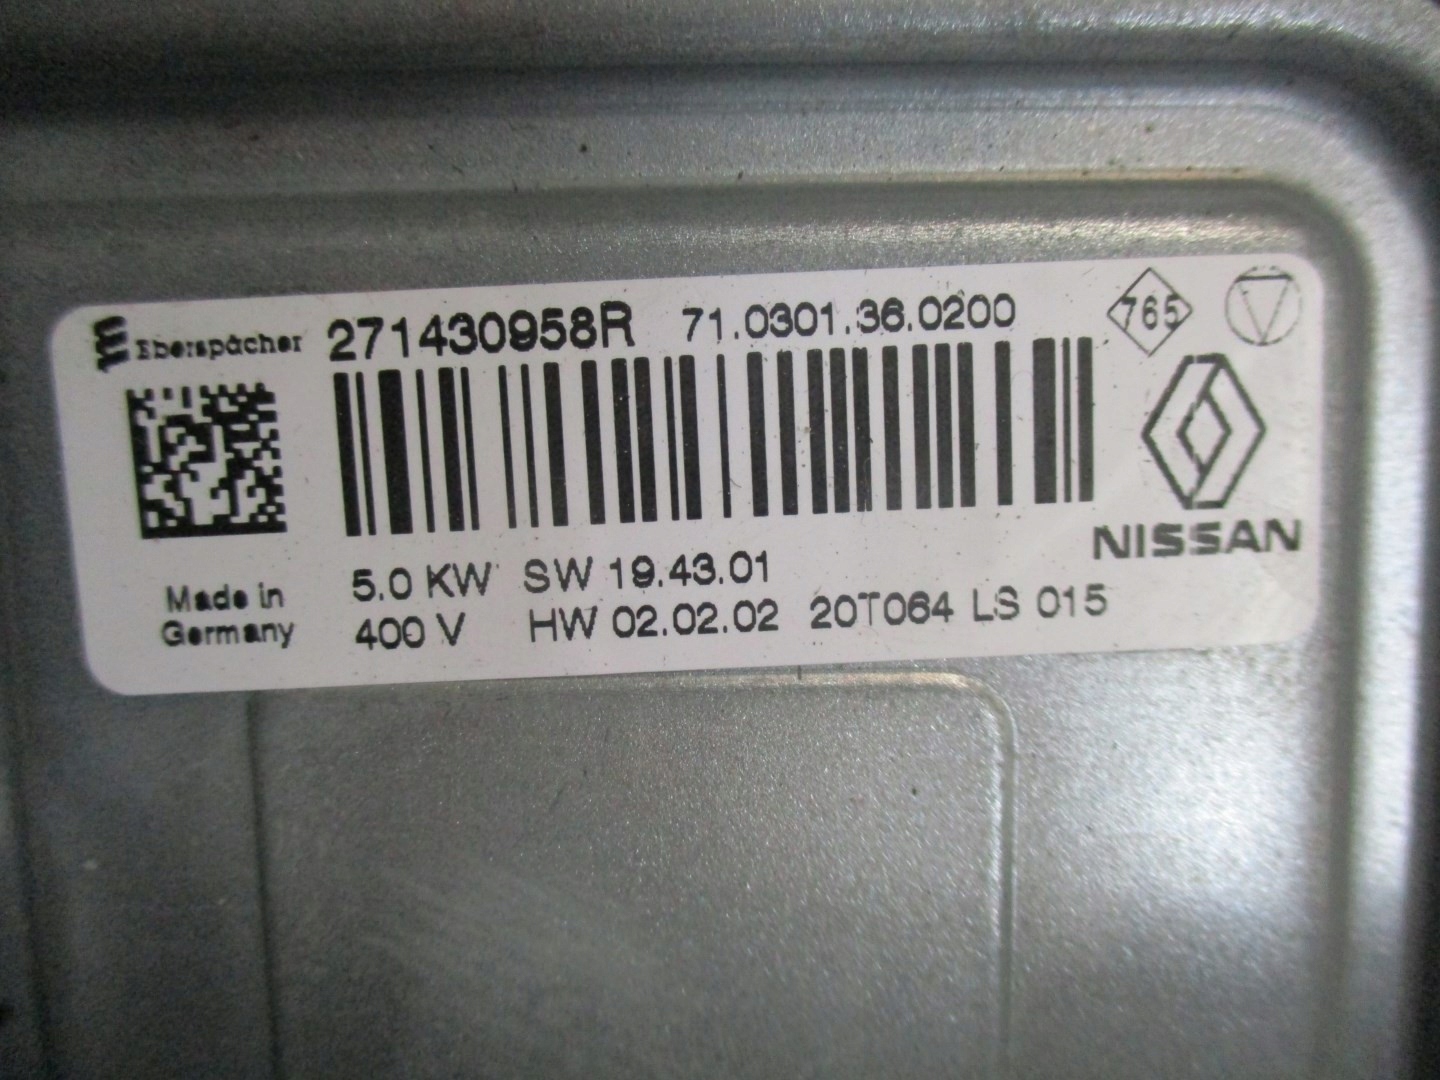 Eberspächer 271430958R 71.0301.36.0200 765
NISSAN
Made in
Germany
5.0 KW SW 19.43.01
400 V HW 02.02.02 20T064 LS 015